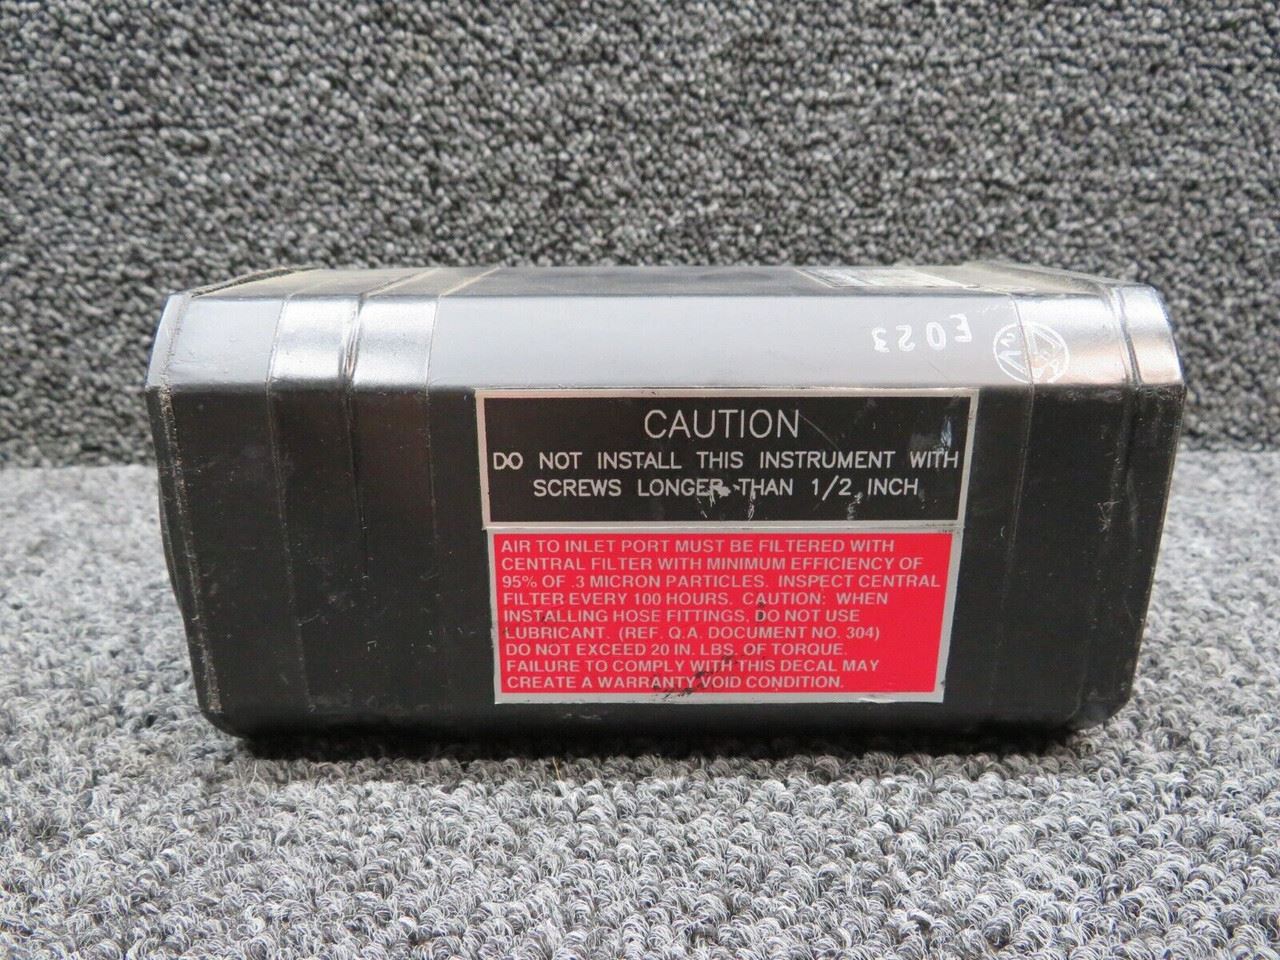 E023
CAUTION
DO NOT INSTALL THIS INSTRUMENT WITH
SCREWS LONGER THAN 1/2 INCH
AIR TO INLET PORT MUST BE FILTERED WITH
CENTRAL FILTER WITH MINIMUM EFFICIENCY OF
95% OF .3 MICRON PARTICLES. INSPECT CENTRAL
FILTER EVERY 100 HOURS. CAUTION: WHEN
INSTALLING HOSE FITTINGS, DO NOT USE
LUBRICANT. (REF. Q.A. DOCUMENT NO. 304)
DO NOT EXCEED 20 IN. LBS. OF TORQUE.
FAILURE TO COMPLY WITH THIS DECAL MAY
CREATE A WARRANTY VOID CONDITION.